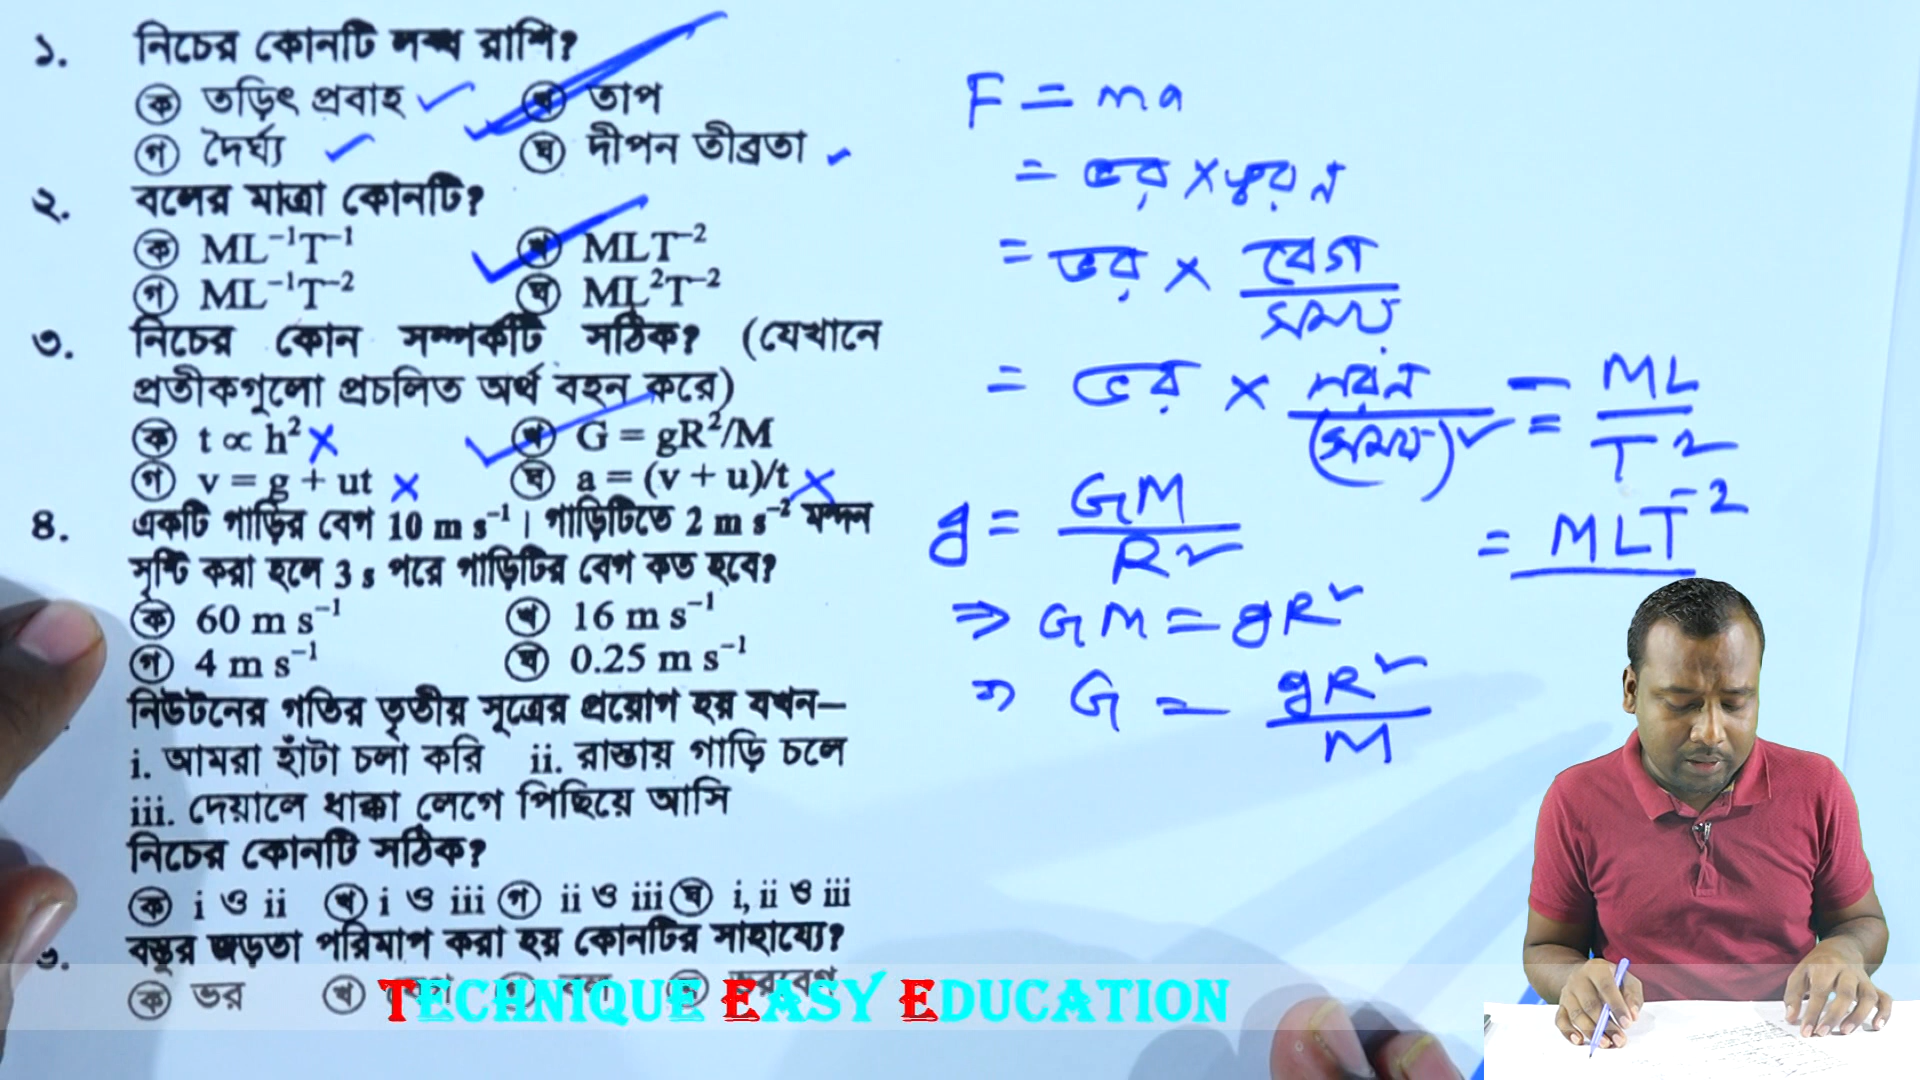 ১. নিচের কোনটি লব্ধ রাশি?
ক তড়িৎ প্রবাহ খ তাপ
গ দৈর্ঘ্য ঘ দীপন তীব্রতা
২. বলের মাত্রা কোনটি?
ক ML⁻¹T⁻¹ খ MLT⁻²
গ ML⁻¹T⁻² ঘ ML²T⁻²
৩. নিচের কোন সম্পর্কটি সঠিক? (যেখানে
প্রতীকগুলো প্রচলিত অর্থ বহন করে)
ক t ∝ h² খ G = gR²/M
গ v = g + ut ঘ a = (v + u)/t
৪. একটি গাড়ির বেগ 10 m s⁻¹। গাড়িটিতে 2 m s⁻² মন্দন
সৃষ্টি করা হলে 3 s পরে গাড়িটির বেগ কত হবে?
ক 60 m s⁻¹ খ 16 m s⁻¹
গ 4 m s⁻¹ ঘ 0.25 m s⁻¹
নিউটনের গতির তৃতীয় সূত্রের প্রয়োগ হয় যখন–
i. আমরা হাঁটা চলা করি ii. রাস্তায় গাড়ি চলে
iii. দেয়ালে ধাক্কা লেগে পিছিয়ে আসি
নিচের কোনটি সঠিক?
ক i ও ii খ i ও iii গ ii ও iii ঘ i, ii ও iii
বস্তুর জড়তা পরিমাপ করা হয় কোনটির সাহায্যে?
ক ভর খ গ বল ঘ ভরবেগ
F = ma
= ভর × ত্বরন
= ভর × বেগ / সময়
= ভর × সরন / (সময়)² = ML / T²
= MLT⁻²
g = GM / R²
⇒ GM = gR²
⇒ G = gR² / M
TECHNIQUE EASY EDUCATION